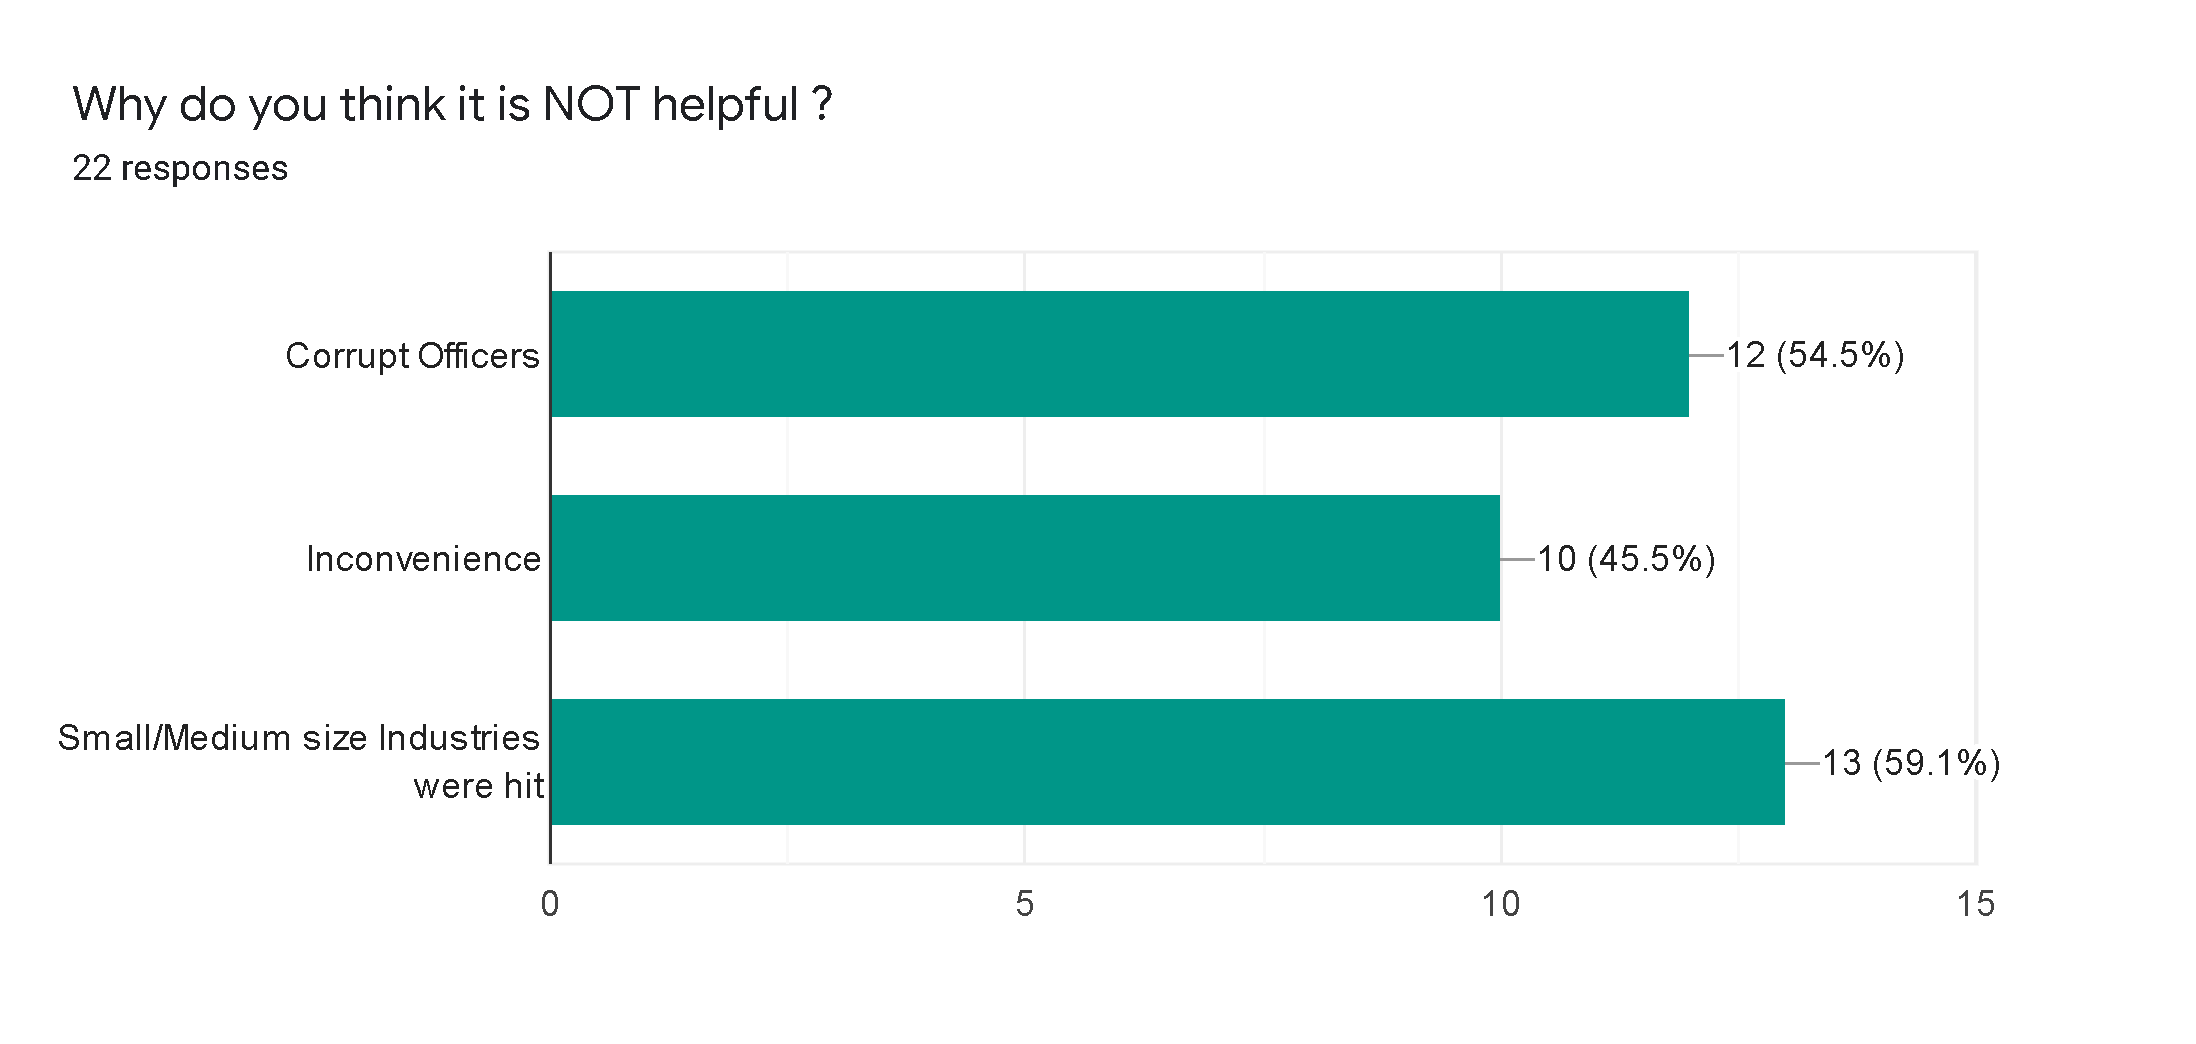 Why do you think it is NOT helpful ?
22 responses
Corrupt Officers
12 (54.5%)
Inconvenience
10 (45.5%)
Small/Medium size Industries
were hit
13 (59.1%)
0 5 10 15